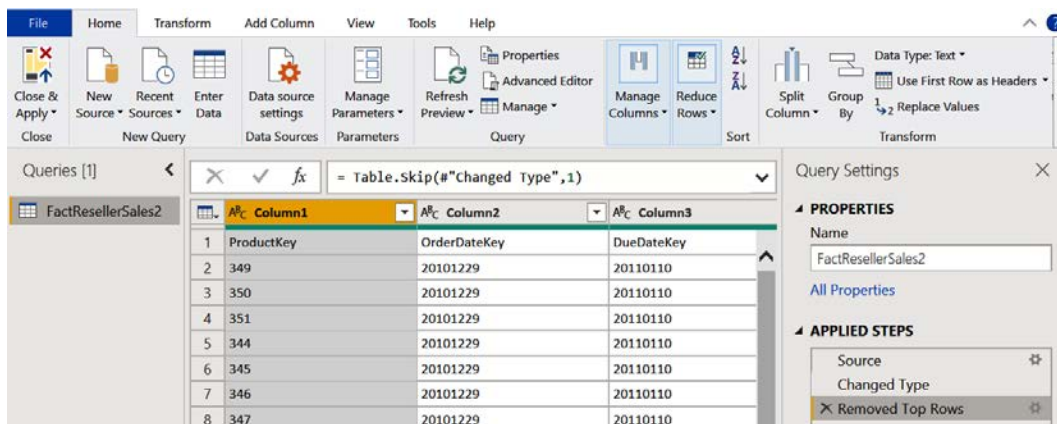 File Home Transform Add Column View Tools Help
Close & Apply
New Source
Recent Sources
Enter Data
Data source settings
Manage Parameters
Refresh Preview
Properties
Advanced Editor
Manage
Manage Columns
Reduce Rows
Split Column
Group By
Data Type: Text
Use First Row as Headers
Replace Values
Close New Query Data Sources Parameters Query Sort Transform
Queries [1]
FactResellerSales2
fx = Table.Skip(#"Changed Type",1)
ABC Column1 ABC Column2 ABC Column3
1 ProductKey OrderDateKey DueDateKey
2 349 20101229 20110110
3 350 20101229 20110110
4 351 20101229 20110110
5 344 20101229 20110110
6 345 20101229 20110110
7 346 20101229 20110110
8 347 20101229 20110110
Query Settings
PROPERTIES
Name
FactResellerSales2
All Properties
APPLIED STEPS
Source
Changed Type
Removed Top Rows